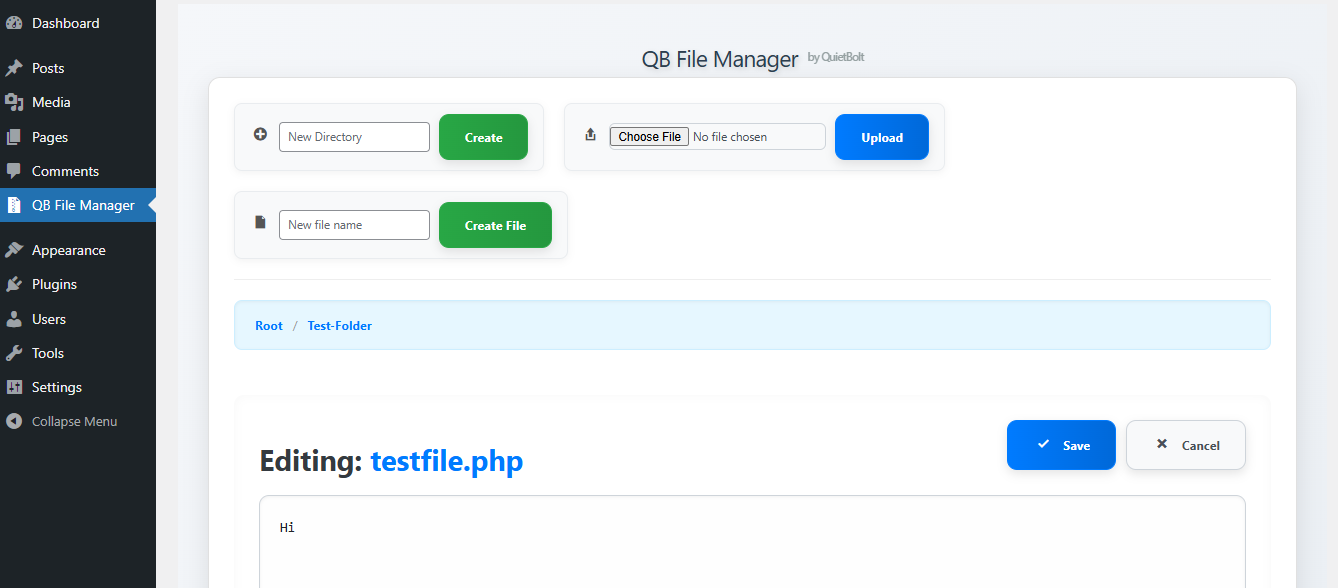 Dashboard
Posts
Media
Pages
Comments
QB File Manager
Appearance
Plugins
Users
Tools
Settings
Collapse Menu
QB File Manager by QuietBolt
New Directory Create
Choose File No file chosen Upload
New file name Create File
Root / Test-Folder
Editing: testfile.php
Save Cancel
Hi